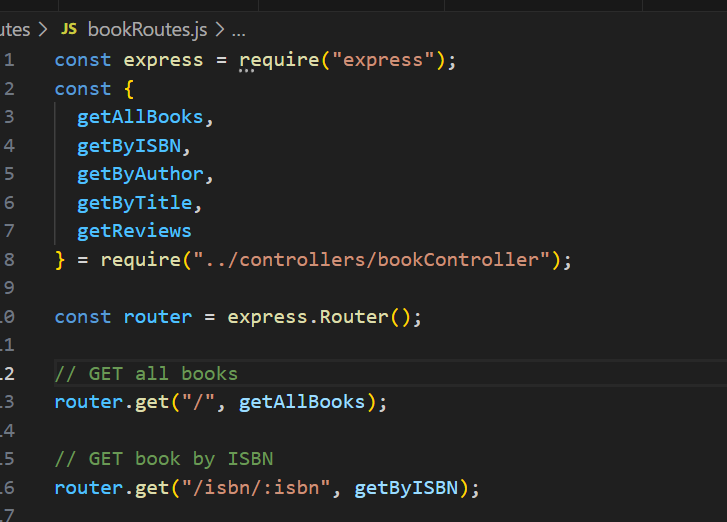 utes > JS bookRoutes.js > ...
1 const express = require("express");
2 const {
3 getAllBooks,
4 getByISBN,
5 getByAuthor,
6 getByTitle,
7 getReviews
8 } = require("../controllers/bookController");
9
10 const router = express.Router();
11
12 // GET all books
13 router.get("/", getAllBooks);
14
15 // GET book by ISBN
16 router.get("/isbn/:isbn", getByISBN);
17